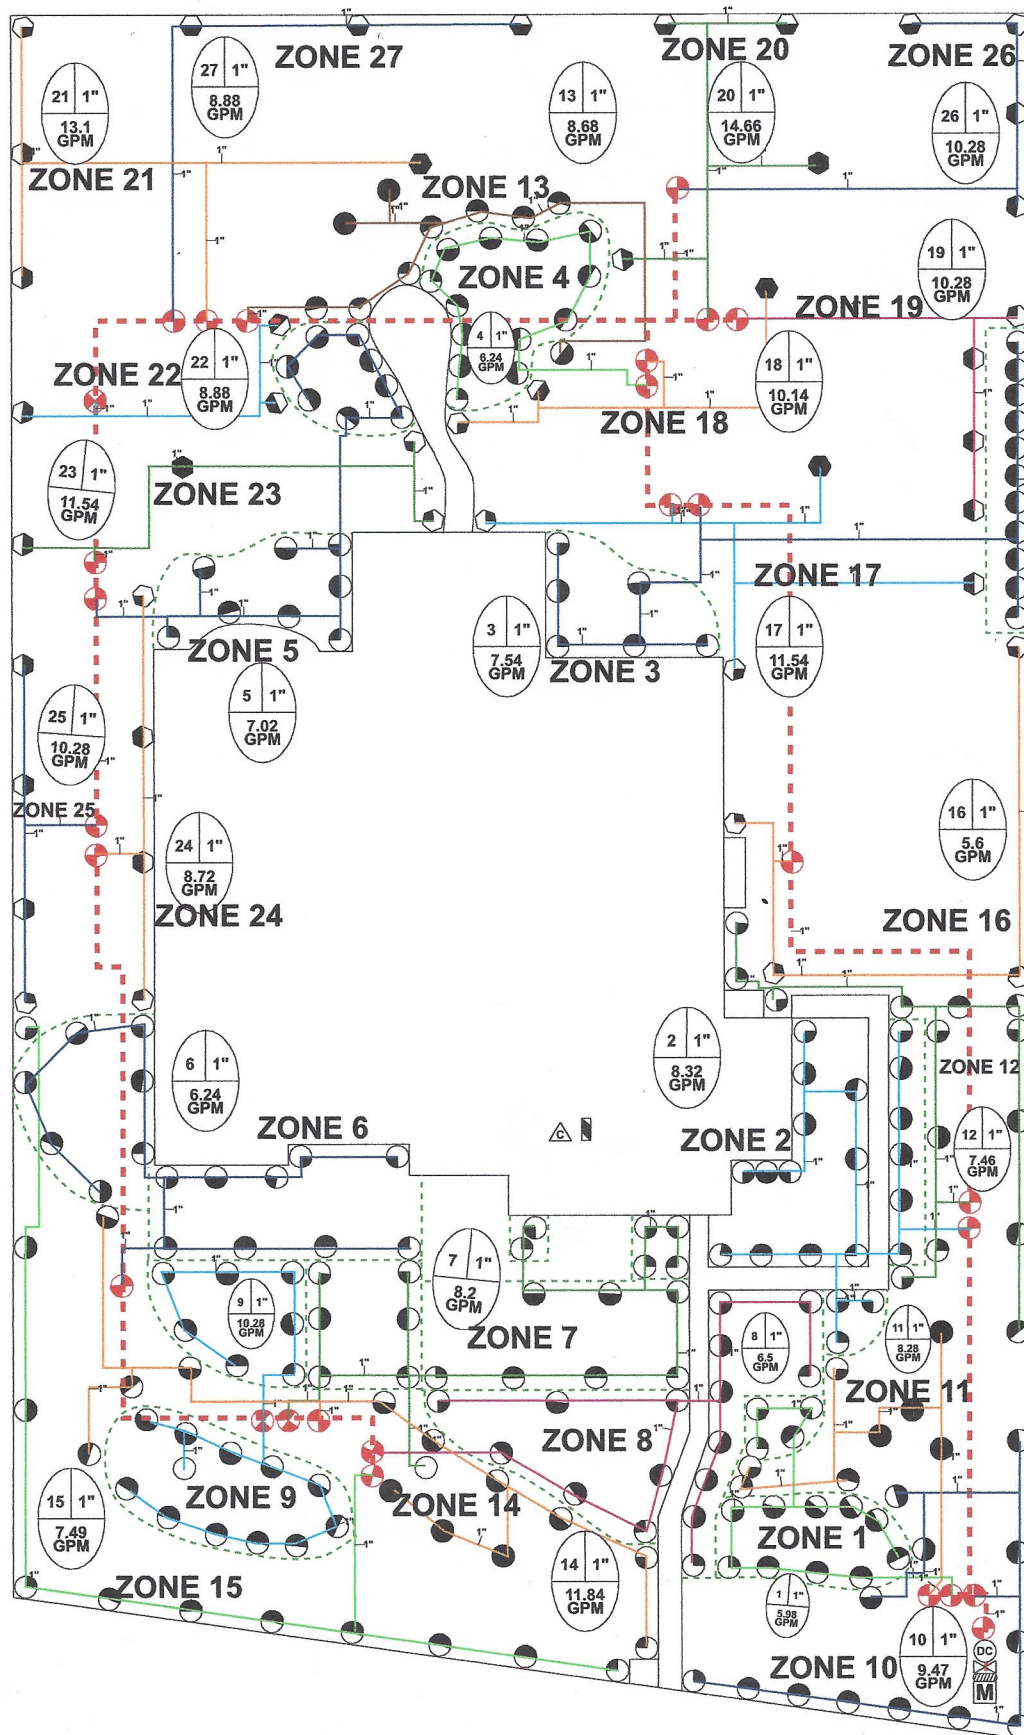 1"
1"
ZONE 27
ZONE 20
ZONE 26
21 1"
13.1
GPM
27 1"
8.88
GPM
13 1"
8.68
GPM
20 1"
14.66
GPM
26 1"
10.28
GPM
ZONE 21
ZONE 13
ZONE 4
19 1"
10.28
GPM
ZONE 19
ZONE 22
22 1"
8.88
GPM
4 1"
6.24
GPM
18 1"
10.14
GPM
ZONE 18
23 1"
11.54
GPM
ZONE 23
ZONE 17
ZONE 5
3 1"
7.54
GPM
ZONE 3
17 1"
11.54
GPM
5 1"
7.02
GPM
25 1"
10.28
GPM
ZONE 25
24 1"
8.72
GPM
ZONE 24
16 1"
5.6
GPM
ZONE 16
6 1"
6.24
GPM
2 1"
8.32
GPM
ZONE 12
ZONE 6
C
ZONE 2
12 1"
7.46
GPM
7 1"
8.2
GPM
9 1"
10.28
GPM
ZONE 7
8 1"
6.5
GPM
11 1"
8.28
GPM
ZONE 11
ZONE 8
ZONE 9
ZONE 14
15 1"
7.49
GPM
ZONE 1
14 1"
11.84
GPM
ZONE 15
1 1"
5.98
GPM
10 1"
9.47
GPM
ZONE 10
DC
M